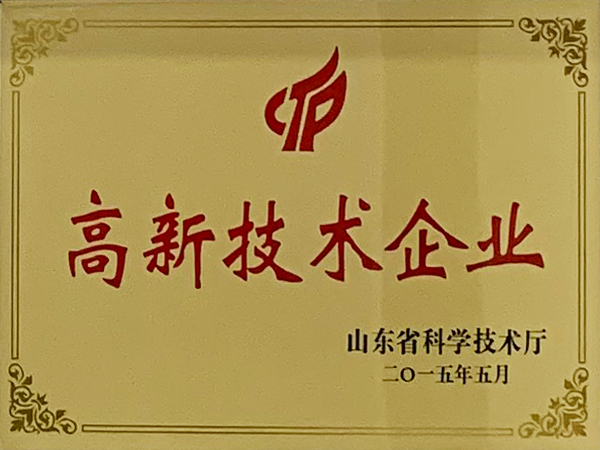 高新技术企业
山东省科学技术厅
二〇一五年五月